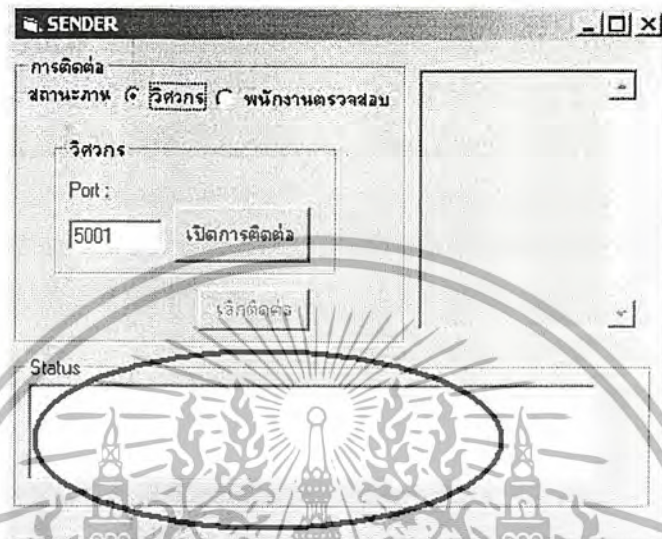 SENDER
การติดต่อ
สถานะภาพ วิศวกร พนักงานตรวจสอบ
วิศวกร
Port :
5001 เปิดการติดต่อ
เลิกติดต่อ
Status